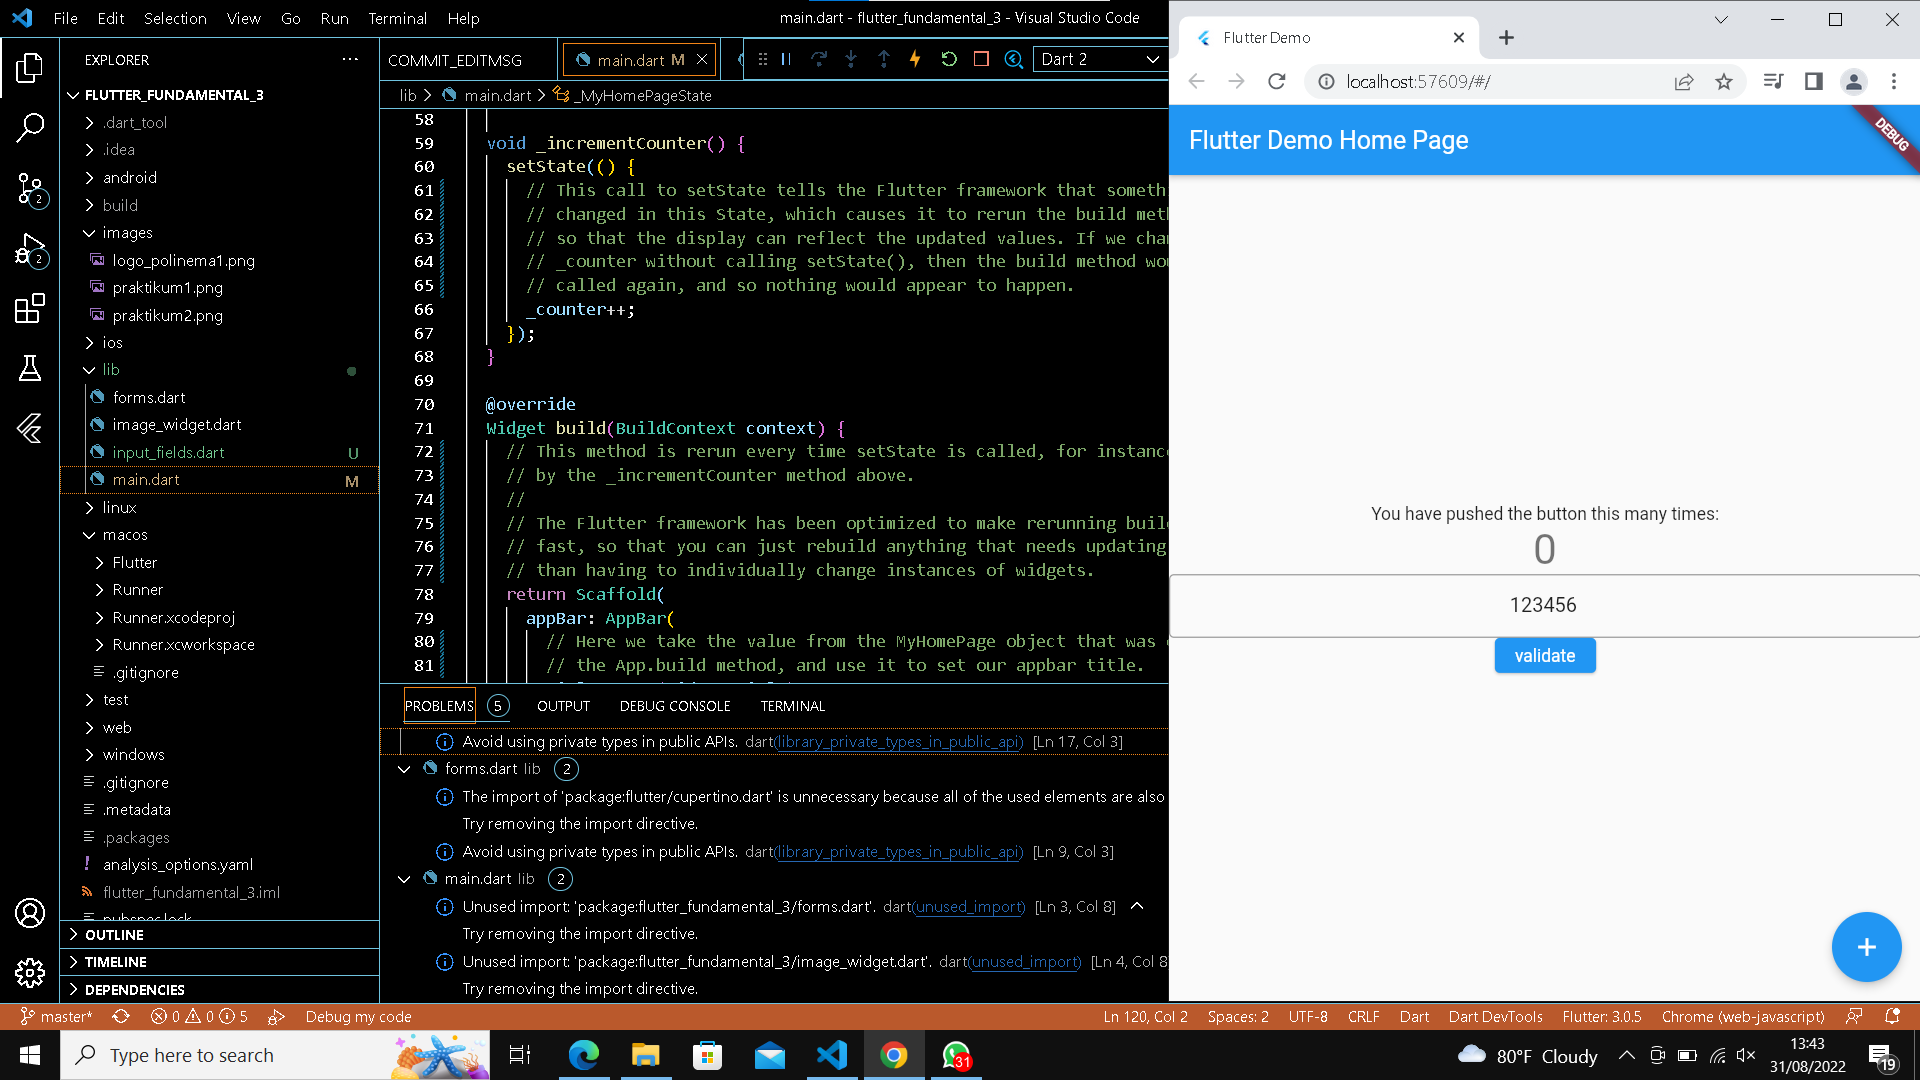 File Edit Selection View Go Run Terminal Help
main.dart - flutter_fundamental_3 - Visual Studio Code
EXPLORER
FLUTTER_FUNDAMENTAL_3
.dart_tool
.idea
android
build
images
logo_polinema1.png
praktikum1.png
praktikum2.png
ios
lib
forms.dart
image_widget.dart
input_fields.dart U
main.dart M
linux
macos
Flutter
Runner
Runner.xcodeproj
Runner.xcworkspace
.gitignore
test
web
windows
.gitignore
.metadata
.packages
analysis_options.yaml
flutter_fundamental_3.iml
pubspec.lock
OUTLINE
TIMELINE
DEPENDENCIES
2
2
COMMIT_EDITMSG main.dart M Dart 2
lib > main.dart > _MyHomePageState
58
59 void _incrementCounter() {
60 setState(() {
61 // This call to setState tells the Flutter framework that someth
62 // changed in this State, which causes it to rerun the build met
63 // so that the display can reflect the updated values. If we cha
64 // _counter without calling setState(), then the build method wo
65 // called again, and so nothing would appear to happen.
66 _counter++;
67 });
68 }
69
70 @override
71 Widget build(BuildContext context) {
72 // This method is rerun every time setState is called, for instanc
73 // by the _incrementCounter method above.
74 //
75 // The Flutter framework has been optimized to make rerunning buil
76 // fast, so that you can just rebuild anything that needs updating
77 // than having to individually change instances of widgets.
78 return Scaffold(
79 appBar: AppBar(
80 // Here we take the value from the MyHomePage object that was
81 // the App.build method, and use it to set our appbar title.
PROBLEMS 5 OUTPUT DEBUG CONSOLE TERMINAL
Avoid using private types in public APIs. dart(library_private_types_in_public_api) [Ln 17, Col 3]
forms.dart lib 2
The import of 'package:flutter/cupertino.dart' is unnecessary because all of the used elements are also
Try removing the import directive.
Avoid using private types in public APIs. dart(library_private_types_in_public_api) [Ln 9, Col 3]
main.dart lib 2
Unused import: 'package:flutter_fundamental_3/forms.dart'. dart(unused_import) [Ln 3, Col 8]
Try removing the import directive.
Unused import: 'package:flutter_fundamental_3/image_widget.dart'. dart(unused_import) [Ln 4, Col 8
Try removing the import directive.
Flutter Demo
localhost:57609/#/
Flutter Demo Home Page
DEBUG
You have pushed the button this many times:
0
123456
validate
+
master* 0 0 5 Debug my code Ln 120, Col 2 Spaces: 2 UTF-8 CRLF Dart Dart DevTools Flutter: 3.0.5 Chrome (web-javascript)
Type here to search
31
80°F Cloudy
13:43
31/08/2022
19